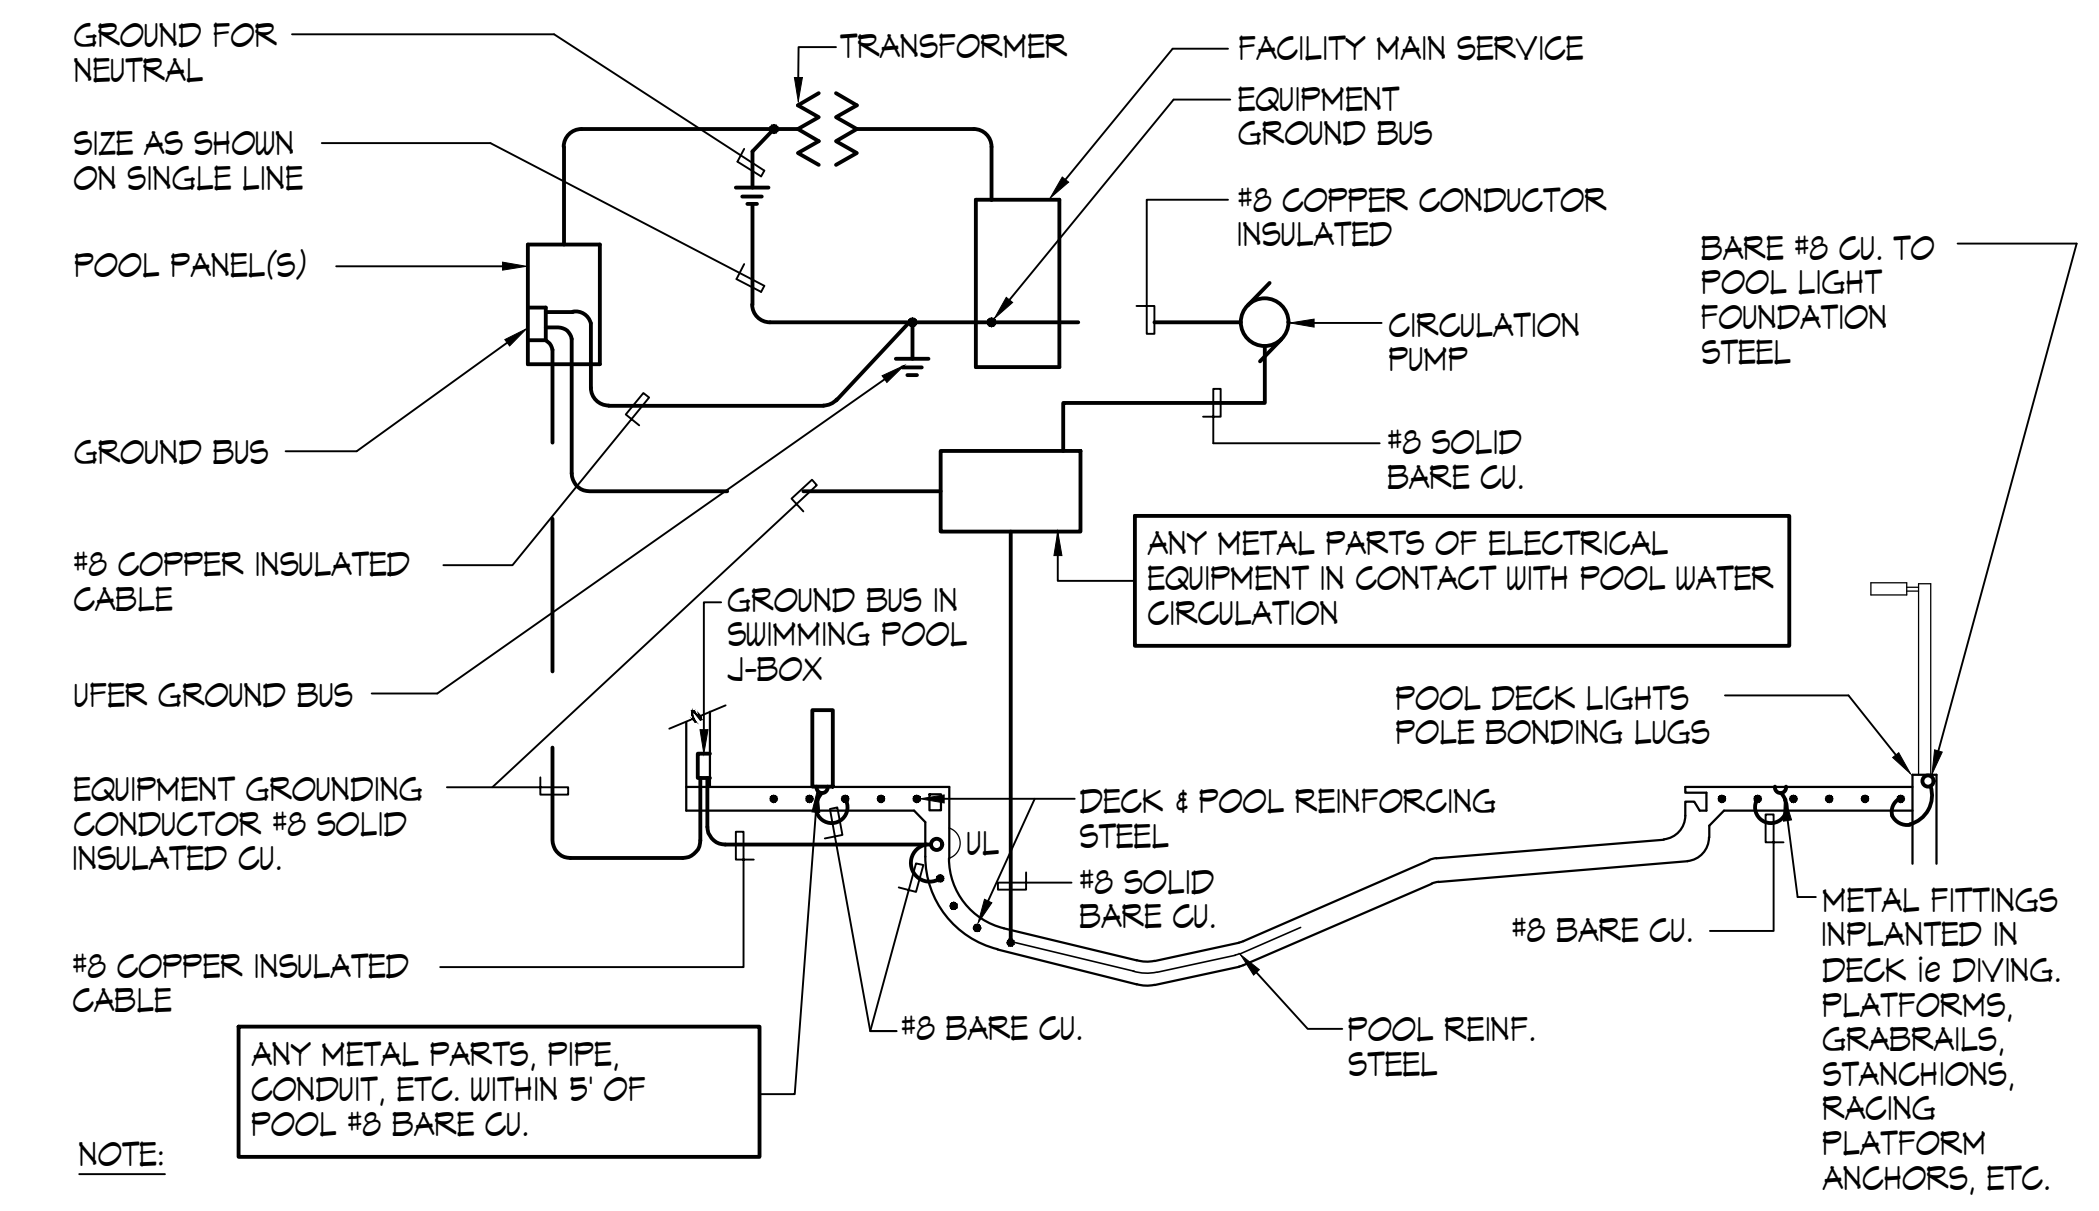 GROUND FOR
NEUTRAL
TRANSFORMER
FACILITY MAIN SERVICE
EQUIPMENT
GROUND BUS
SIZE AS SHOWN
ON SINGLE LINE
#8 COPPER CONDUCTOR
INSULATED
BARE #8 CU. TO
POOL LIGHT
FOUNDATION
STEEL
POOL PANEL(S)
CIRCULATION
PUMP
GROUND BUS
#8 SOLID
BARE CU.
#8 COPPER INSULATED
CABLE
ANY METAL PARTS OF ELECTRICAL
EQUIPMENT IN CONTACT WITH POOL WATER
CIRCULATION
GROUND BUS IN
SWIMMING POOL
J-BOX
UFER GROUND BUS
POOL DECK LIGHTS
POLE BONDING LUGS
EQUIPMENT GROUNDING
CONDUCTOR #8 SOLID
INSULATED CU.
DECK & POOL REINFORCING
STEEL
UL
#8 SOLID
BARE CU.
#8 BARE CU.
METAL FITTINGS
INPLANTED IN
DECK ie DIVING.
PLATFORMS,
GRABRAILS,
STANCHIONS,
RACING
PLATFORM
ANCHORS, ETC.
#8 COPPER INSULATED
CABLE
#8 BARE CU.
POOL REINF.
STEEL
ANY METAL PARTS, PIPE,
CONDUIT, ETC. WITHIN 5' OF
POOL #8 BARE CU.
NOTE: